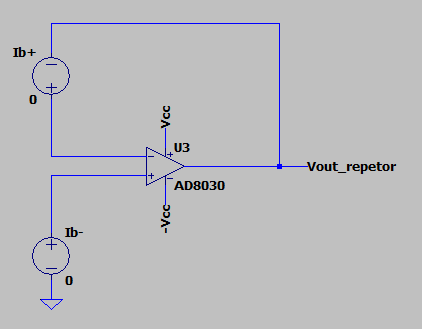 Ib+
0
Vcc
U3
AD8030
Vout_repetor
-Vcc
Ib-
0